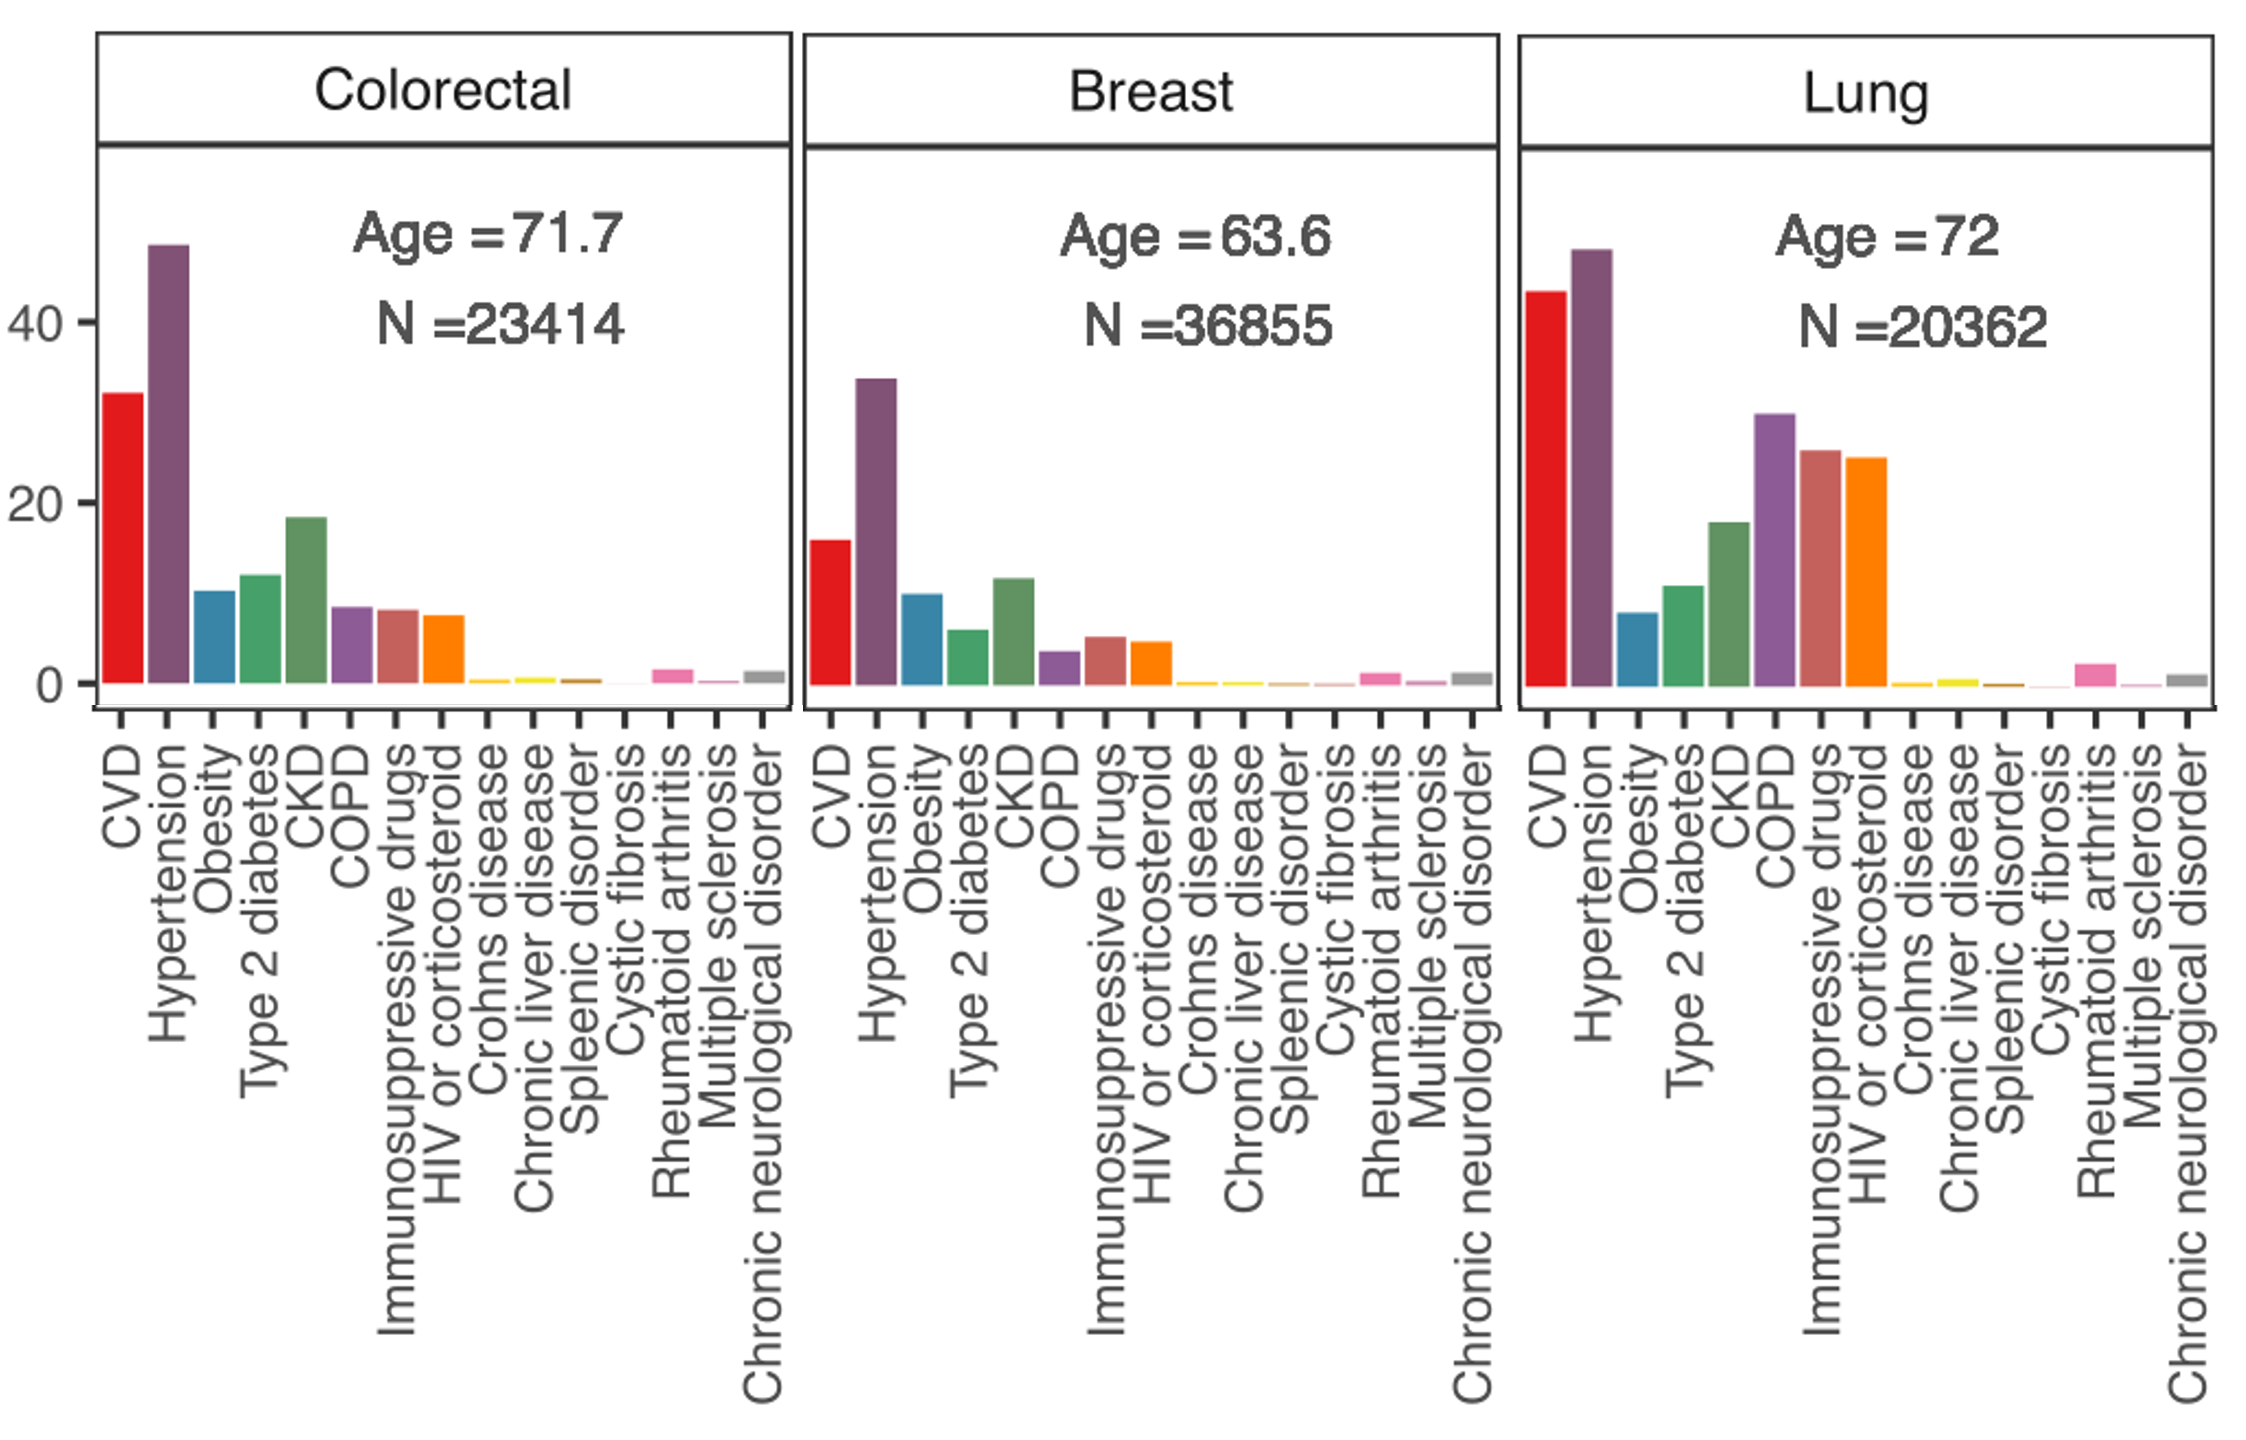 Colorectal
Breast
Lung
Age =71.7
N =23414
Age =63.6
N =36855
Age =72
N =20362
40
20
0
CVD
Hypertension
Obesity
Type 2 diabetes
CKD
COPD
Immunosuppressive drugs
HIV or corticosteroid
Crohns disease
Chronic liver disease
Spleenic disorder
Cystic fibrosis
Rheumatoid arthritis
Multiple sclerosis
Chronic neurological disorder
CVD
Hypertension
Obesity
Type 2 diabetes
CKD
COPD
Immunosuppressive drugs
HIV or corticosteroid
Crohns disease
Chronic liver disease
Spleenic disorder
Cystic fibrosis
Rheumatoid arthritis
Multiple sclerosis
Chronic neurological disorder
CVD
Hypertension
Obesity
Type 2 diabetes
CKD
COPD
Immunosuppressive drugs
HIV or corticosteroid
Crohns disease
Chronic liver disease
Spleenic disorder
Cystic fibrosis
Rheumatoid arthritis
Multiple sclerosis
Chronic neurological disorder